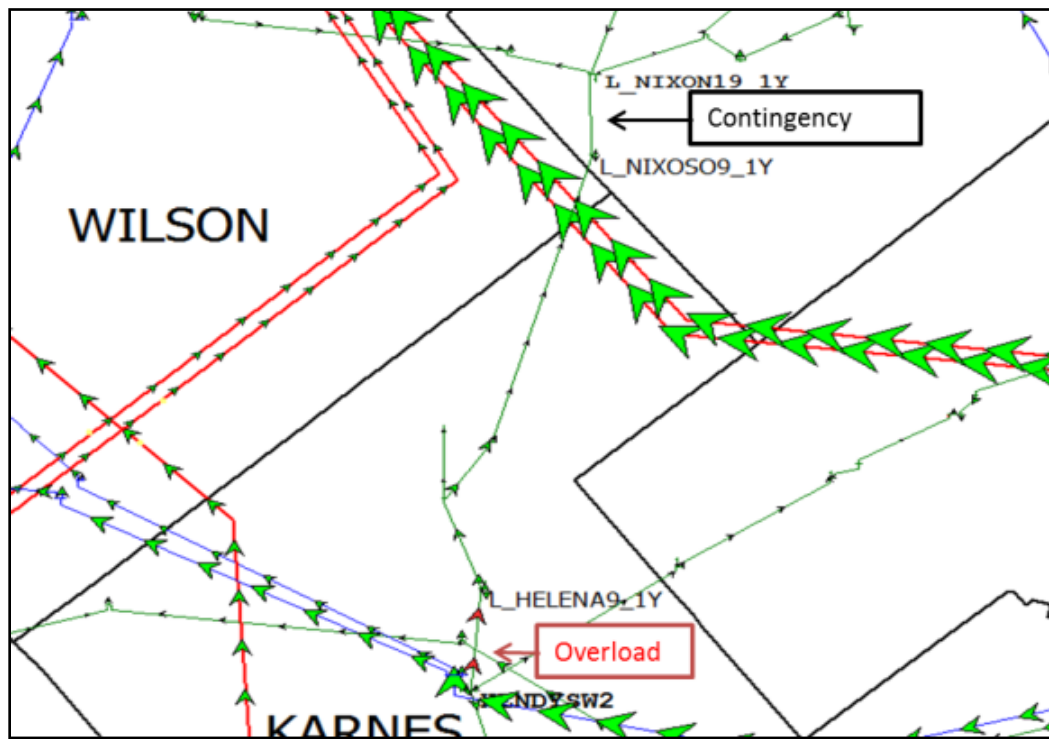 L_NIXON19_1Y
Contingency
L_NIXOSO9_1Y
WILSON
L_HELENA9_1Y
Overload
KARNES